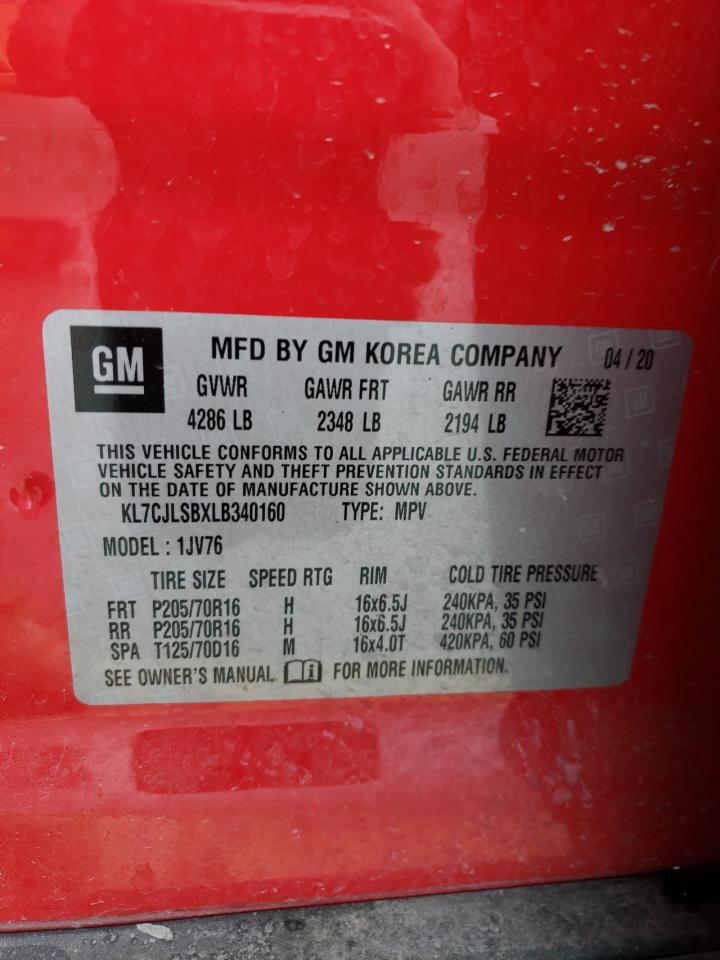 GM MFD BY GM KOREA COMPANY 04/20
GVWR GAWR FRT GAWR RR
4286 LB 2348 LB 2194 LB
THIS VEHICLE CONFORMS TO ALL APPLICABLE U.S. FEDERAL MOTOR
VEHICLE SAFETY AND THEFT PREVENTION STANDARDS IN EFFECT
ON THE DATE OF MANUFACTURE SHOWN ABOVE.
KL7CJLSBXLB340160 TYPE: MPV
MODEL : 1JV76
TIRE SIZE SPEED RTG RIM COLD TIRE PRESSURE
FRT P205/70R16 H 16x6.5J 240KPA, 35 PSI
RR P205/70R16 H 16x6.5J 240KPA, 35 PSI
SPA T125/70D16 M 16x4.0T 420KPA, 60 PSI
SEE OWNER'S MANUAL FOR MORE INFORMATION.